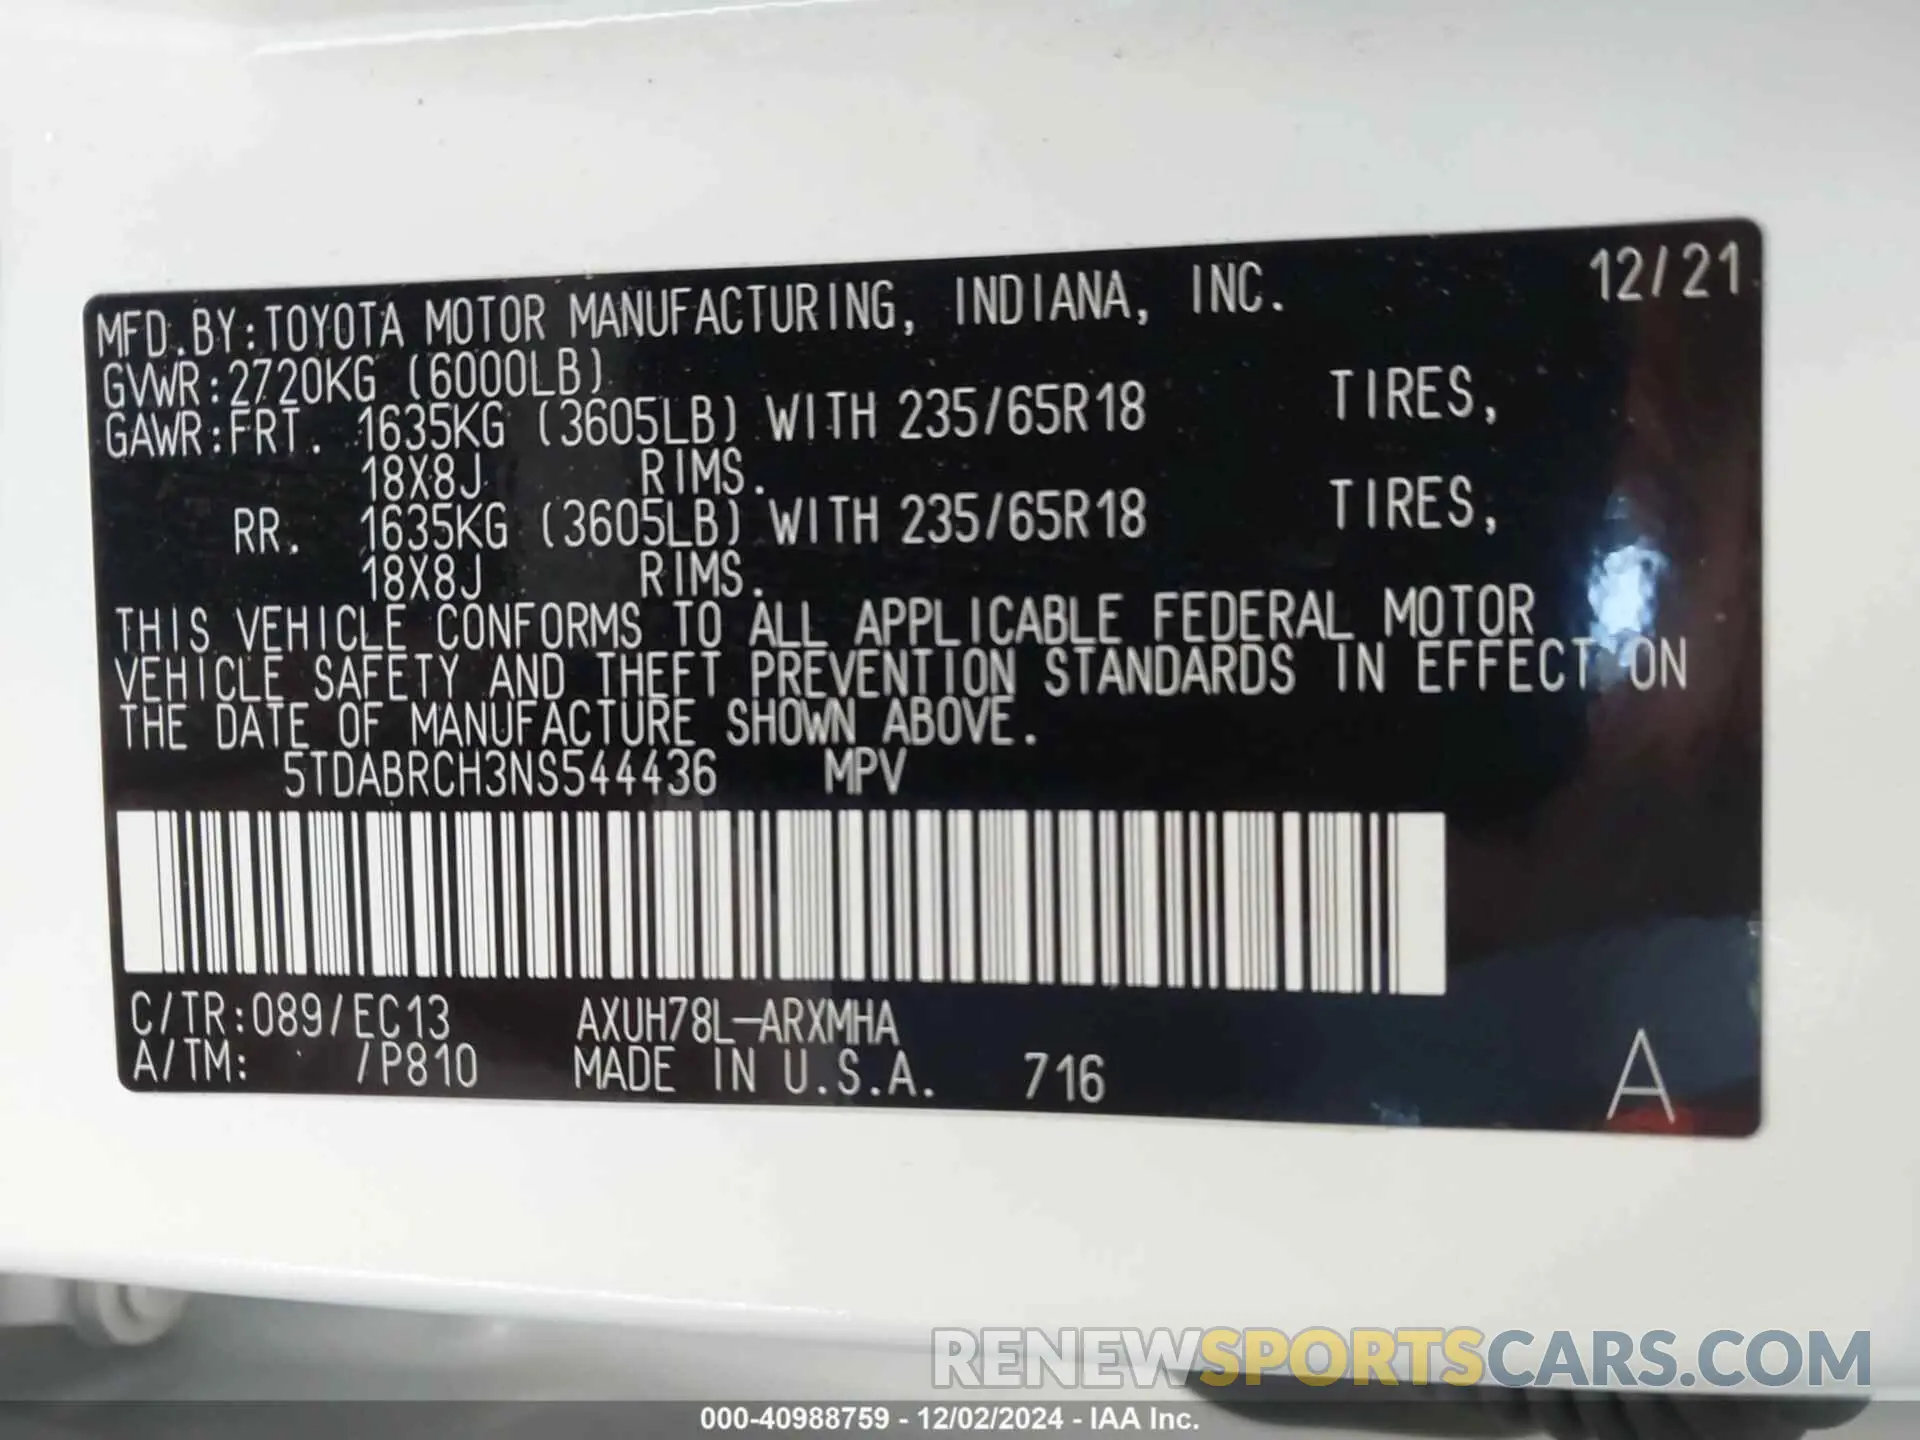 12/21
MFD.BY:TOYOTA MOTOR MANUFACTURING, INDIANA, INC.
GVWR:2720KG (6000LB)
GAWR:FRT. 1635KG (3605LB) WITH 235/65R18 TIRES,
18X8J RIMS.
RR. 1635KG (3605LB) WITH 235/65R18 TIRES,
18X8J RIMS.
THIS VEHICLE CONFORMS TO ALL APPLICABLE FEDERAL MOTOR
VEHICLE SAFETY AND THEFT PREVENTION STANDARDS IN EFFECT ON
THE DATE OF MANUFACTURE SHOWN ABOVE.
5TDABRCH3NS544436 MPV
C/TR:089/EC13 AXUH78L-ARXMHA
A/TM: /P810 MADE IN U.S.A. 716 A
RENEWSPORTSCARS.COM
000-40988759 - 12/02/2024 - IAA Inc.